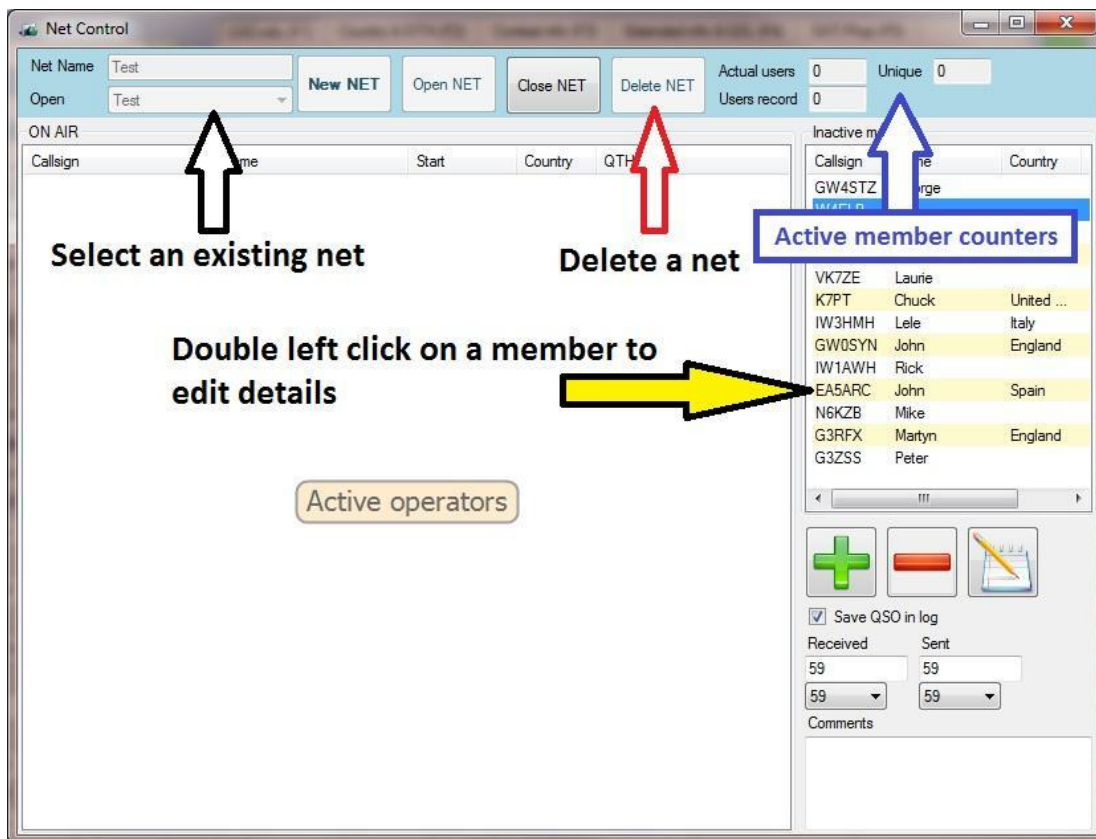 Net Control
Net Name Test New NET Open NET Close NET Delete NET Actual users 0 Unique 0
Open Test Users record 0
ON AIR
Inactive
Callsign Start Country
Callsign Country
GW4STZ
Select an existing net
Delete a net
Active member counters
VK7ZE Laurie
K7PT Chuck United ...
IW3HMH Lele Italy
GW0SYN John England
IW1AWH Rick
EA5ARC John Spain
N6KZB Mike
G3RFX Martyn England
G3ZSS Peter
Double left click on a member to
edit details
Active operators
Save QSO in log
Received Sent
59 59
59 59
Comments